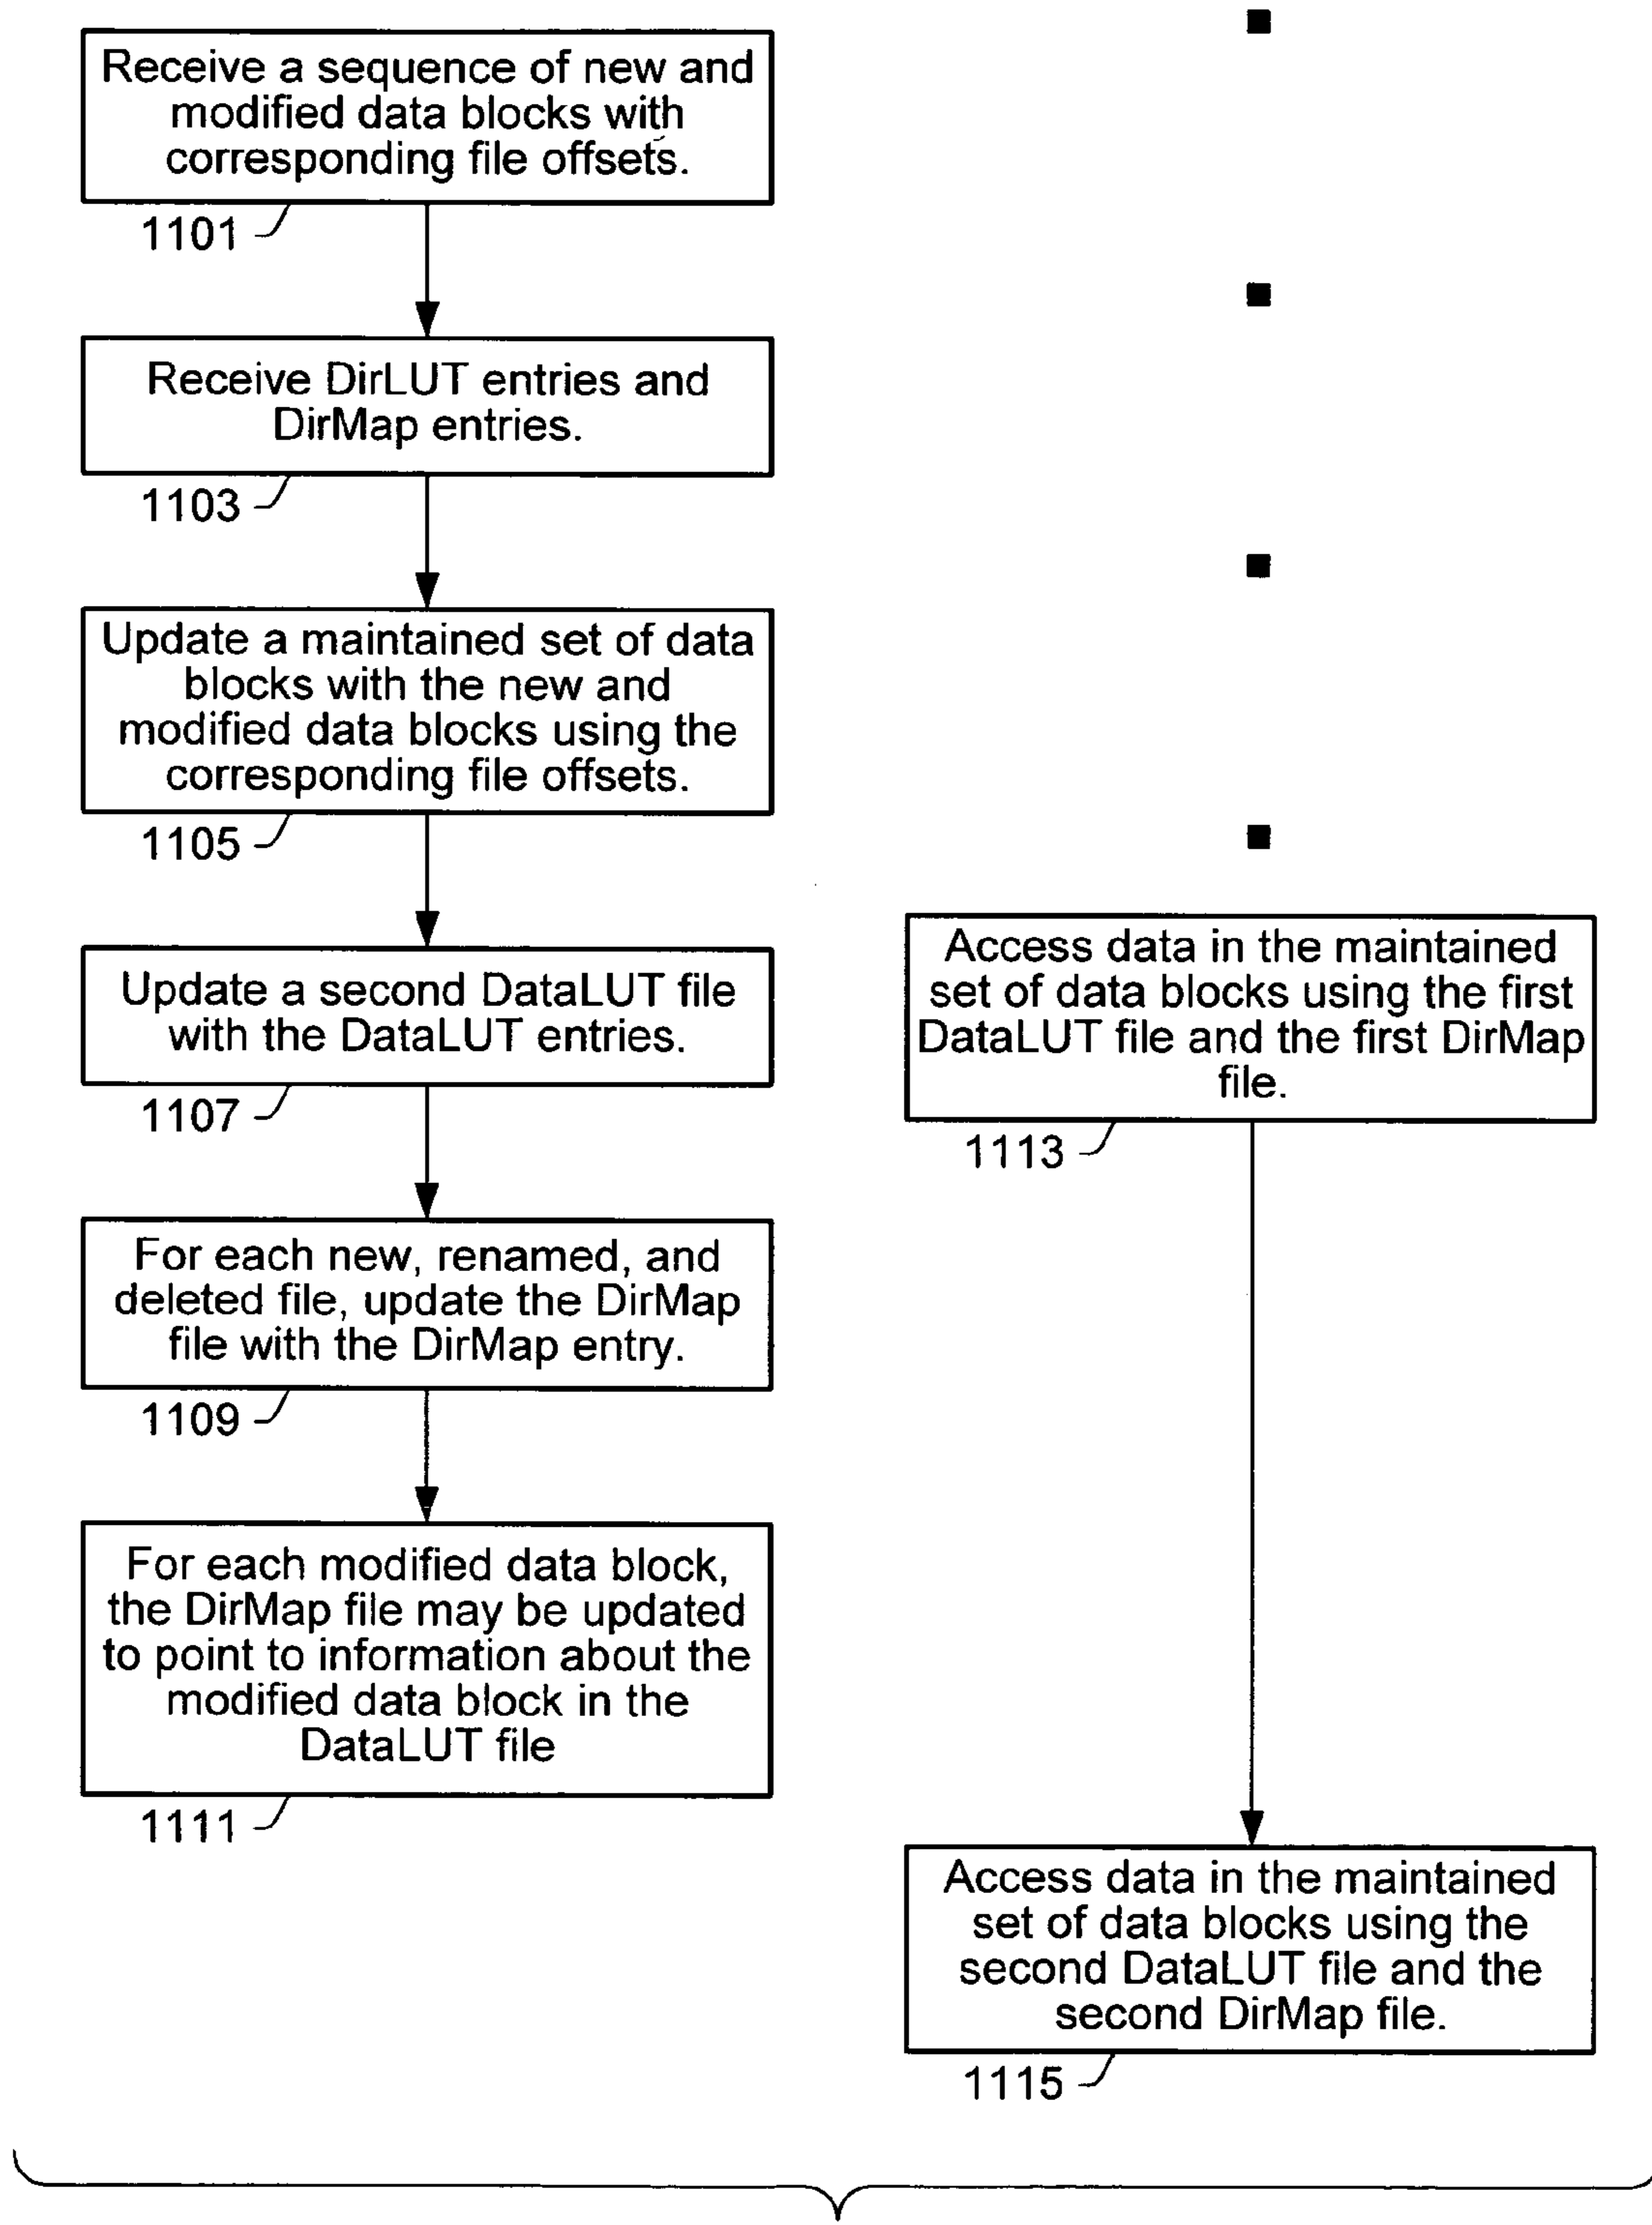 Receive a sequence of new and
modified data blocks with
corresponding file offsets.
1101
Receive DirLUT entries and
DirMap entries.
1103
Update a maintained set of data
blocks with the new and
modified data blocks using the
corresponding file offsets.
1105
Update a second DataLUT file
with the DataLUT entries.
1107
For each new, renamed, and
deleted file, update the DirMap
file with the DirMap entry.
1109
For each modified data block,
the DirMap file may be updated
to point to information about the
modified data block in the
DataLUT file
1111
Access data in the maintained
set of data blocks using the first
DataLUT file and the first DirMap
file.
1113
Access data in the maintained
set of data blocks using the
second DataLUT file and the
second DirMap file.
1115